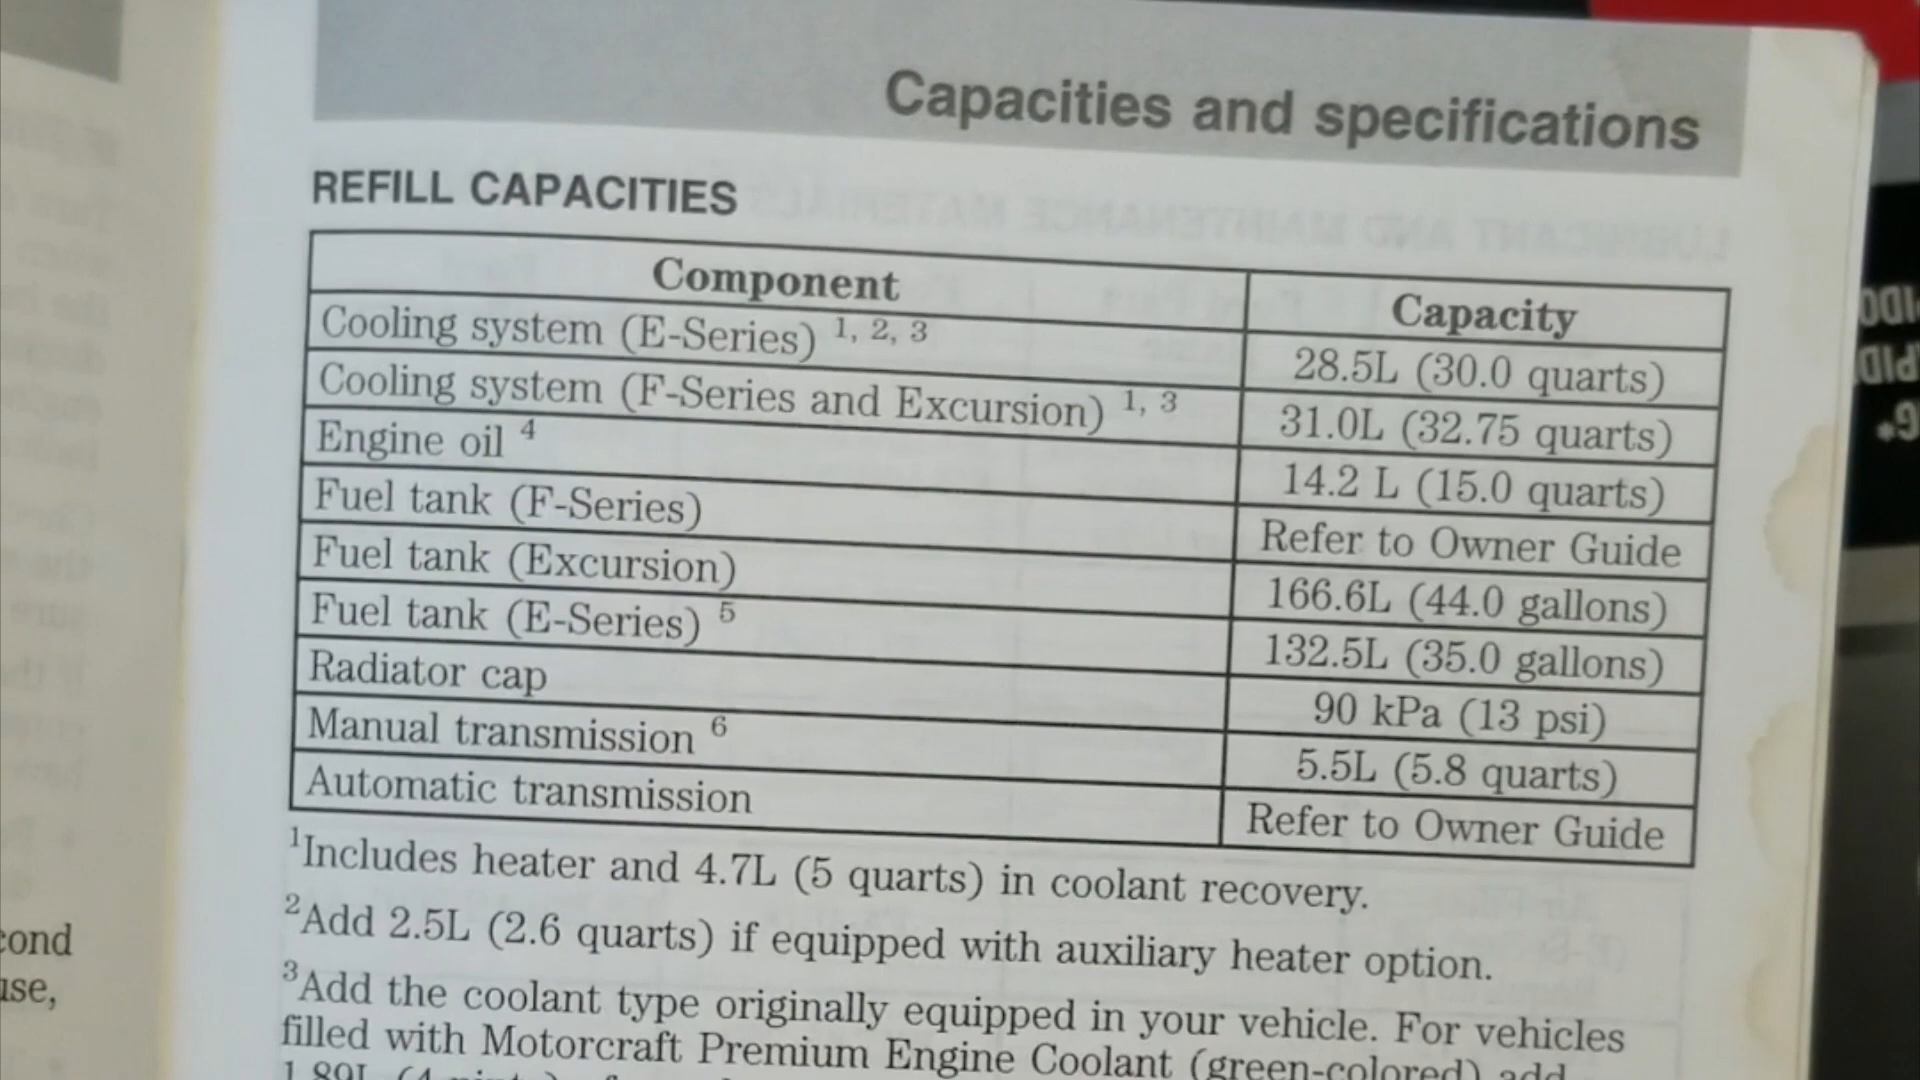 Capacities and specifications
REFILL CAPACITIES
Component Capacity
Cooling system (E-Series) 1, 2, 3 28.5L (30.0 quarts)
Cooling system (F-Series and Excursion) 1, 3 31.0L (32.75 quarts)
Engine oil 4 14.2 L (15.0 quarts)
Fuel tank (F-Series) Refer to Owner Guide
Fuel tank (Excursion) 166.6L (44.0 gallons)
Fuel tank (E-Series) 5 132.5L (35.0 gallons)
Radiator cap 90 kPa (13 psi)
Manual transmission 6 5.5L (5.8 quarts)
Automatic transmission Refer to Owner Guide
1Includes heater and 4.7L (5 quarts) in coolant recovery.
2Add 2.5L (2.6 quarts) if equipped with auxiliary heater option.
3Add the coolant type originally equipped in your vehicle. For vehicles
filled with Motorcraft Premium Engine Coolant (green-colored) add